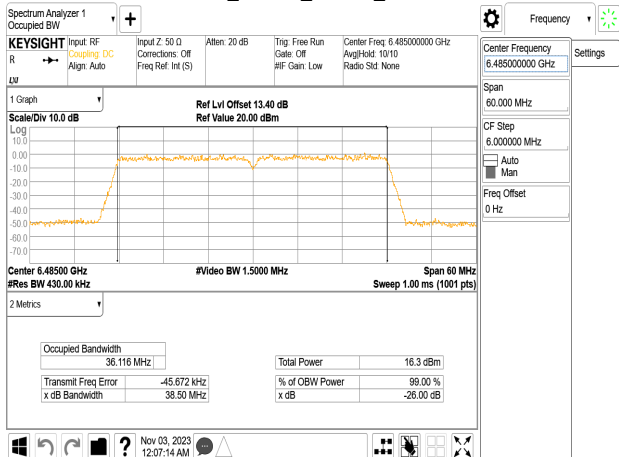 Spectrum Analyzer 1
Occupied BW
Frequency
KEYSIGHT
R
Input: RF
Coupling: DC
Align: Auto
Input Z: 50 Ω
Corrections: Off
Freq Ref: Int (S)
Atten: 20 dB
Trig: Free Run
Gate: Off
#IF Gain: Low
Center Freq: 6.485000000 GHz
Avg|Hold: 10/10
Radio Std: None
Center Frequency
6.485000000 GHz
Settings
Span
60.000 MHz
CF Step
6.000000 MHz
Auto
Man
Freq Offset
0 Hz
1 Graph
Scale/Div 10.0 dB
Ref Lvl Offset 13.40 dB
Ref Value 20.00 dBm
Log
10.0
0.00
-10.0
-20.0
-30.0
-40.0
-50.0
-60.0
-70.0
Center 6.48500 GHz
#Video BW 1.5000 MHz
Span 60 MHz
#Res BW 430.00 kHz
Sweep 1.00 ms (1001 pts)
2 Metrics
Occupied Bandwidth
36.116 MHz
Total Power 16.3 dBm
Transmit Freq Error -45.672 kHz
% of OBW Power 99.00 %
x dB Bandwidth 38.50 MHz
x dB -26.00 dB
?
Nov 03, 2023
12:07:14 AM